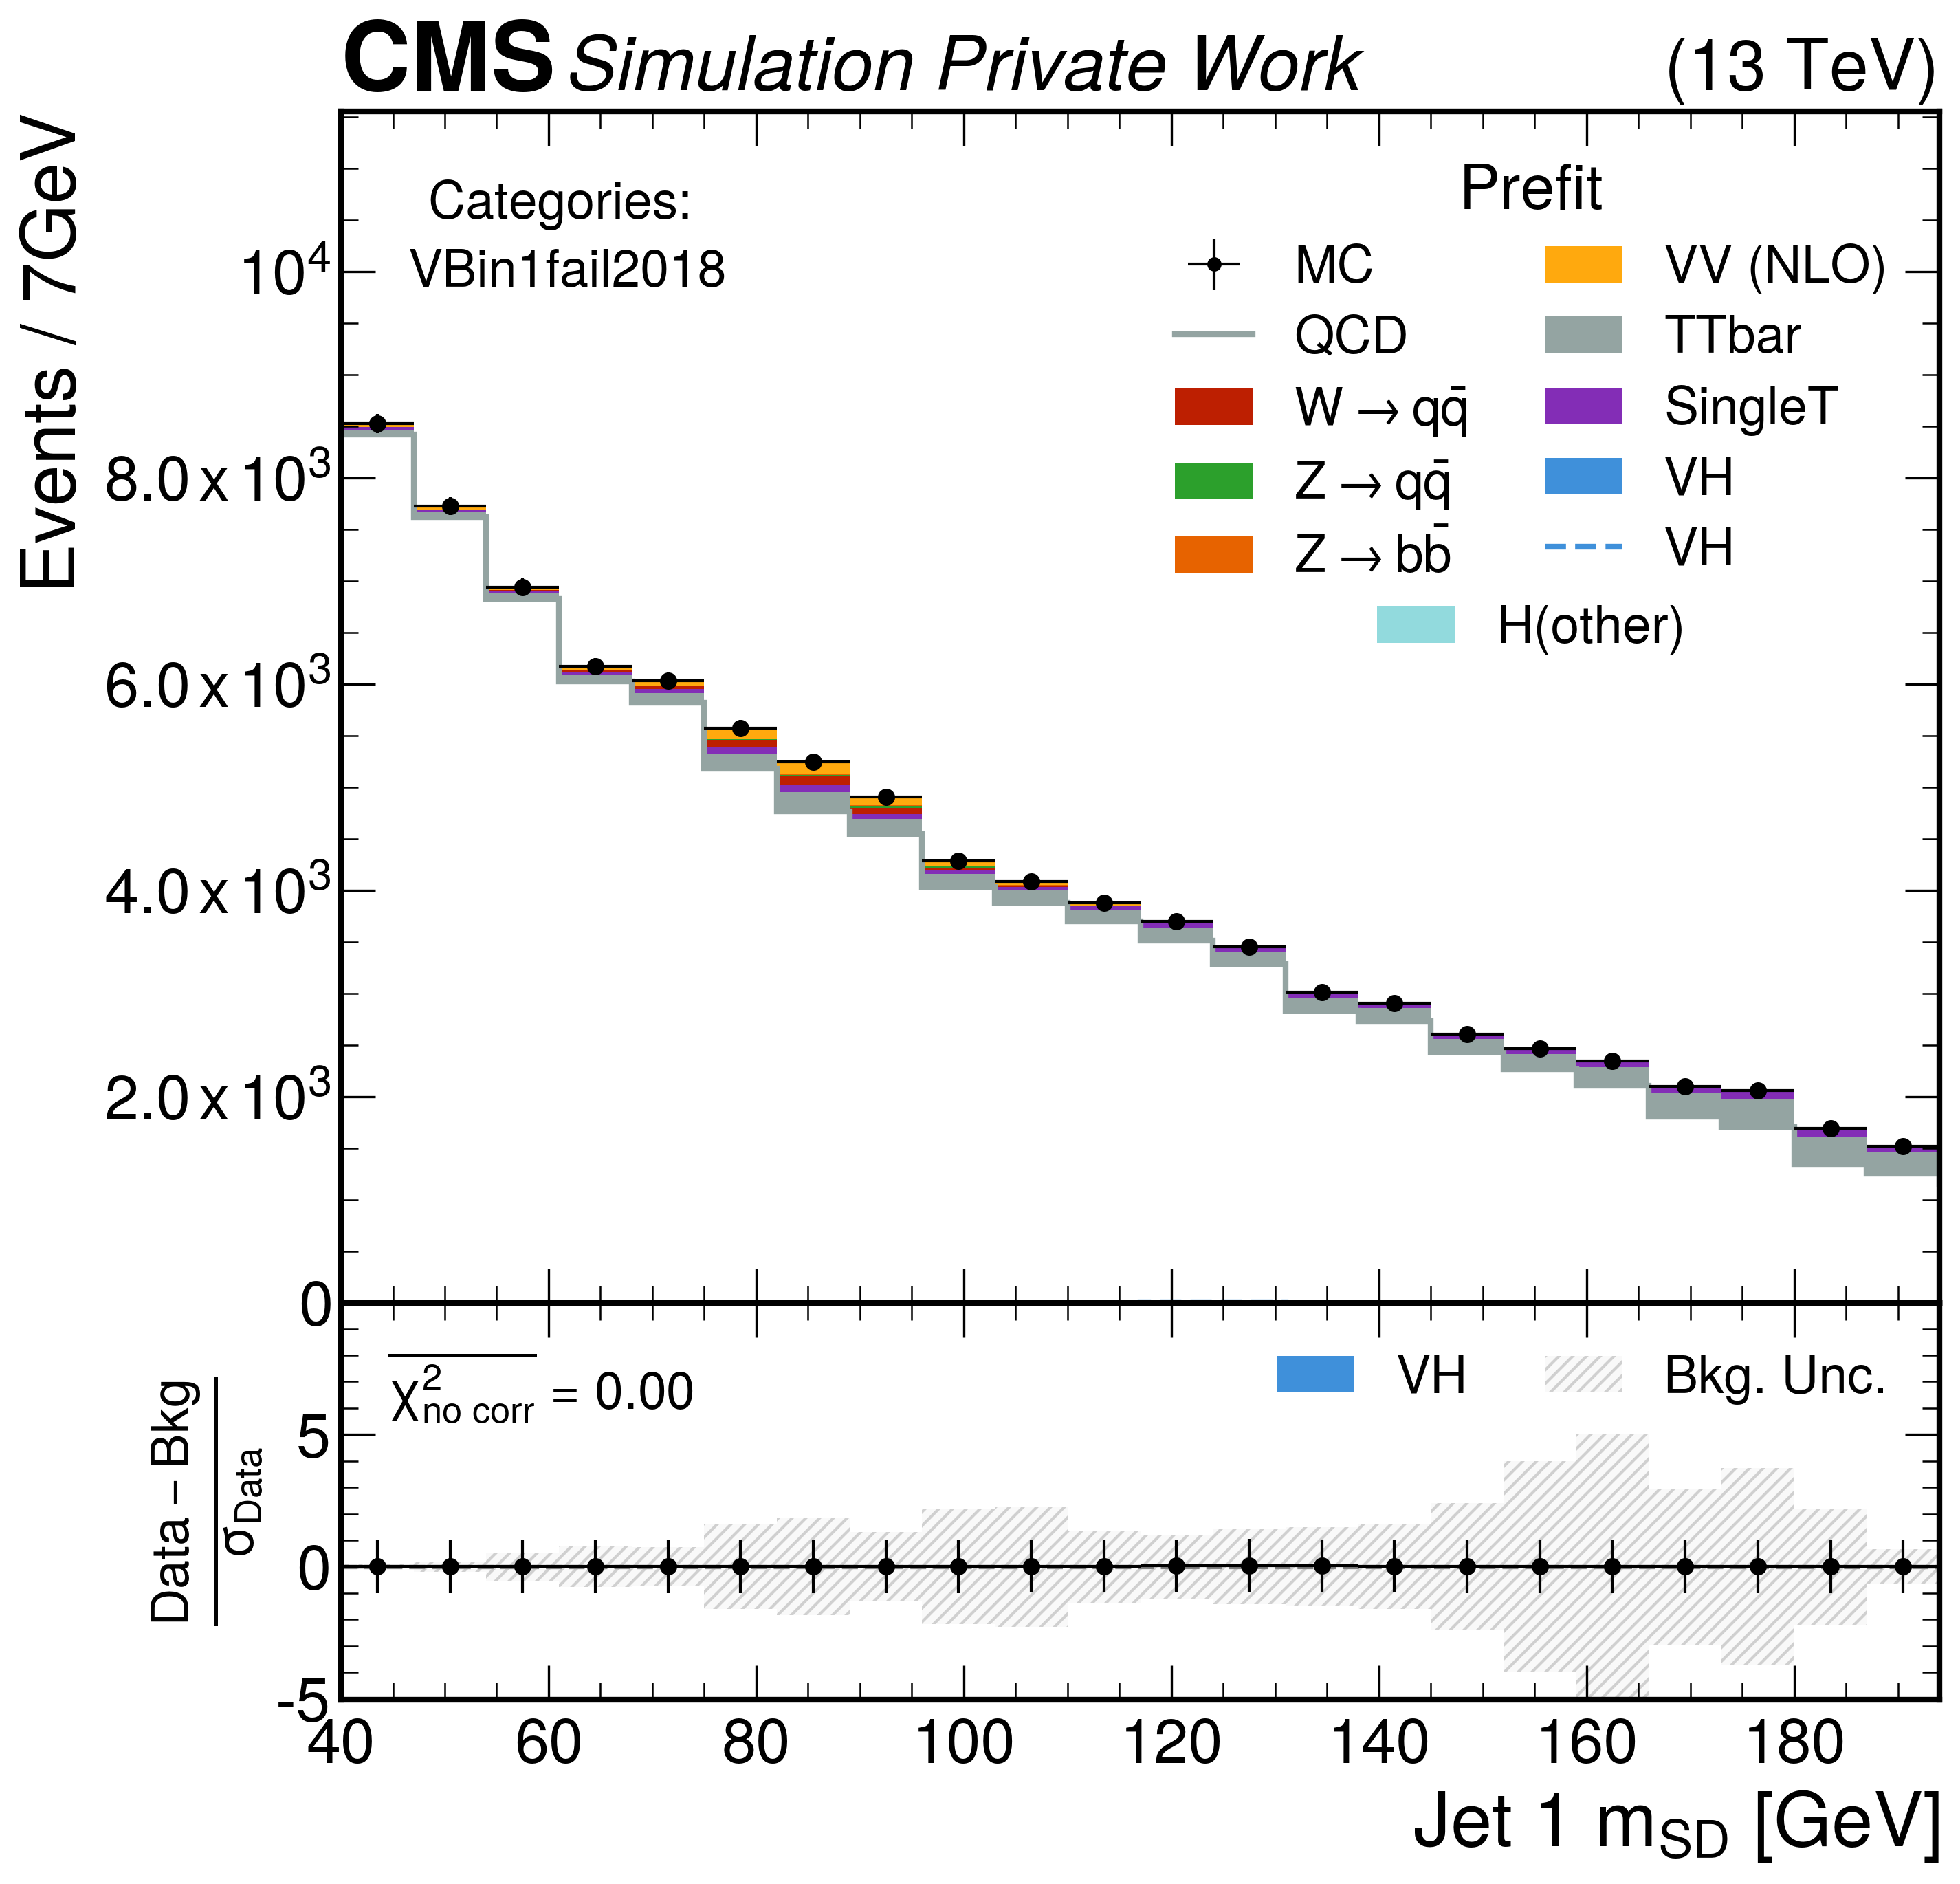 CMS Simulation Private Work (13 TeV)
Events / 7GeV
Categories:
VBin1fail2018
Prefit
MC
QCD
W → qq̄
Z → qq̄
Z → bb̄
VV (NLO)
TTbar
SingleT
VH
VH
H(other)
10⁴
8.0 x 10³
6.0 x 10³
4.0 x 10³
2.0 x 10³
0
χ²no corr = 0.00
VH
Bkg. Unc.
Data – Bkg
σData
5
0
-5
40 60 80 100 120 140 160 180
Jet 1 mSD [GeV]